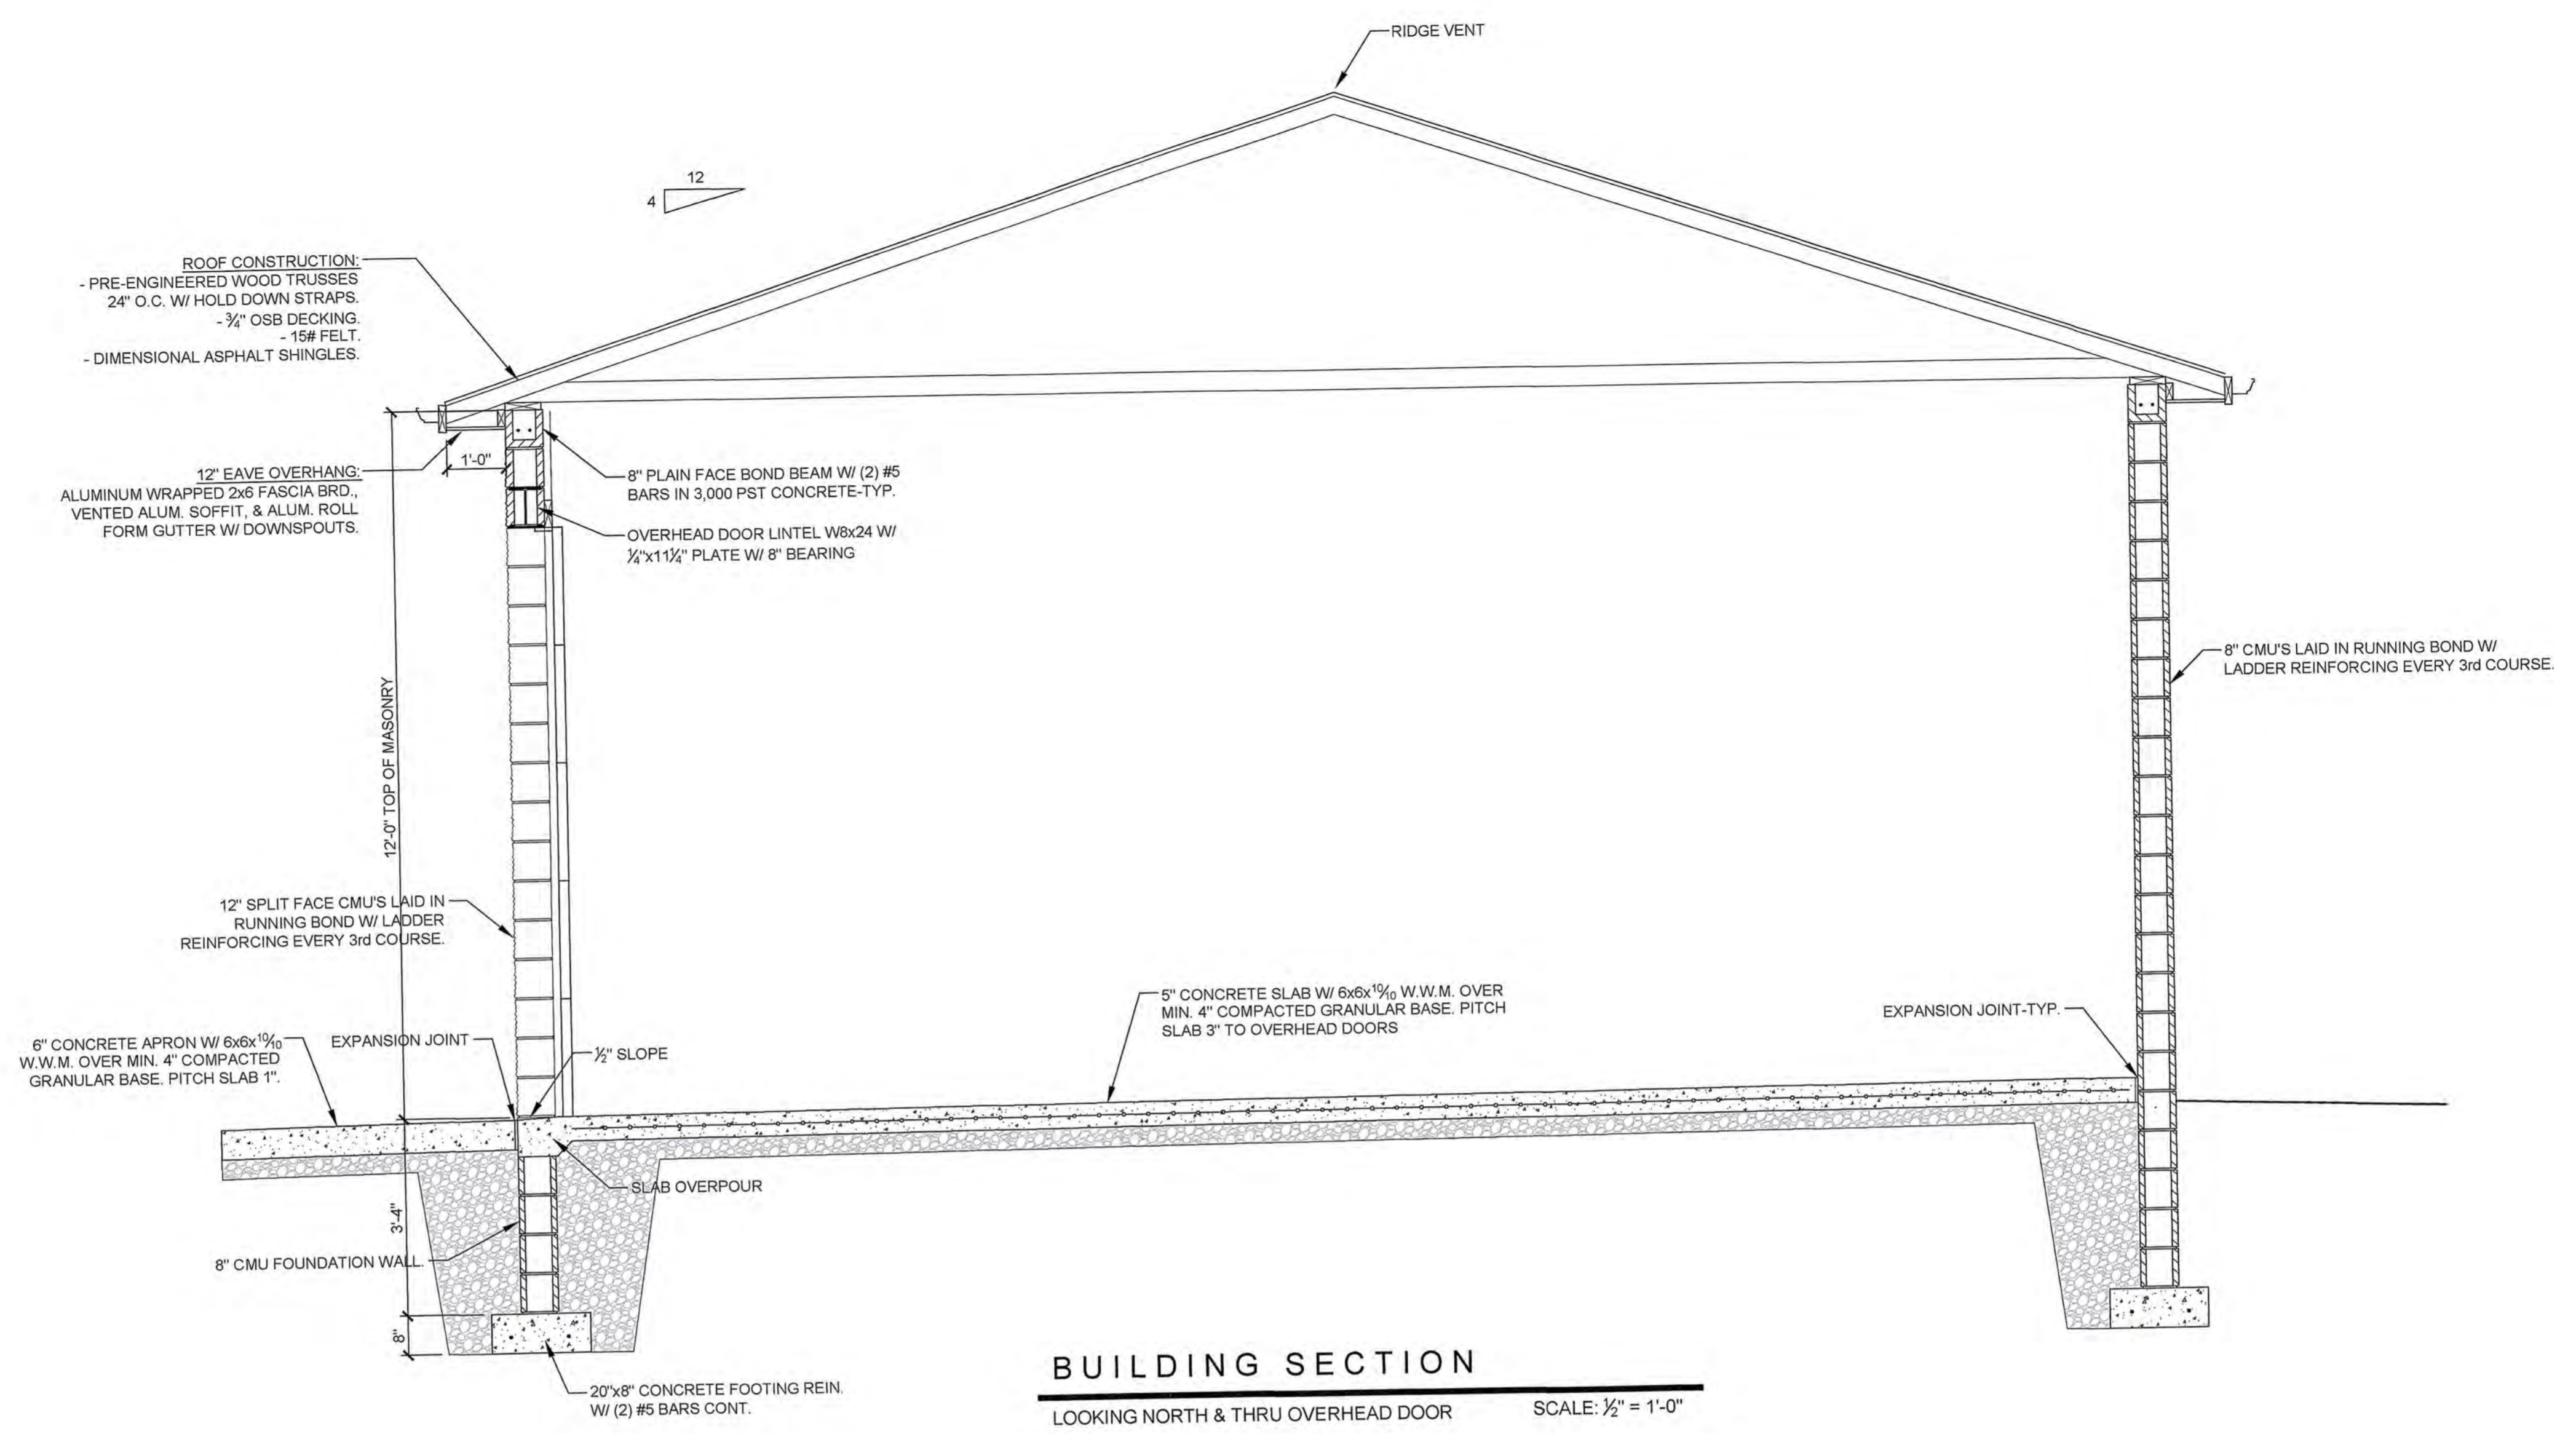 RIDGE VENT
12
4
ROOF CONSTRUCTION:
- PRE-ENGINEERED WOOD TRUSSES
24" O.C. W/ HOLD DOWN STRAPS.
- ¾" OSB DECKING.
- 15# FELT.
- DIMENSIONAL ASPHALT SHINGLES.
1'-0"
12" EAVE OVERHANG:
ALUMINUM WRAPPED 2x6 FASCIA BRD.,
VENTED ALUM. SOFFIT, & ALUM. ROLL
FORM GUTTER W/ DOWNSPOUTS.
8" PLAIN FACE BOND BEAM W/ (2) #5
BARS IN 3,000 PST CONCRETE-TYP.
OVERHEAD DOOR LINTEL W8x24 W/
¼"x11¼" PLATE W/ 8" BEARING
8" CMU'S LAID IN RUNNING BOND W/
LADDER REINFORCING EVERY 3rd COURSE.
12'-0" TOP OF MASONRY
12" SPLIT FACE CMU'S LAID IN
RUNNING BOND W/ LADDER
REINFORCING EVERY 3rd COURSE.
5" CONCRETE SLAB W/ 6x6x10/10 W.W.M. OVER
MIN. 4" COMPACTED GRANULAR BASE. PITCH
SLAB 3" TO OVERHEAD DOORS
EXPANSION JOINT-TYP.
6" CONCRETE APRON W/ 6x6x10/10
W.W.M. OVER MIN. 4" COMPACTED
GRANULAR BASE. PITCH SLAB 1".
EXPANSION JOINT
½" SLOPE
SLAB OVERPOUR
3'-4"
8" CMU FOUNDATION WALL.
8"
20"x8" CONCRETE FOOTING REIN.
W/ (2) #5 BARS CONT.
BUILDING SECTION
LOOKING NORTH & THRU OVERHEAD DOOR
SCALE: ½" = 1'-0"